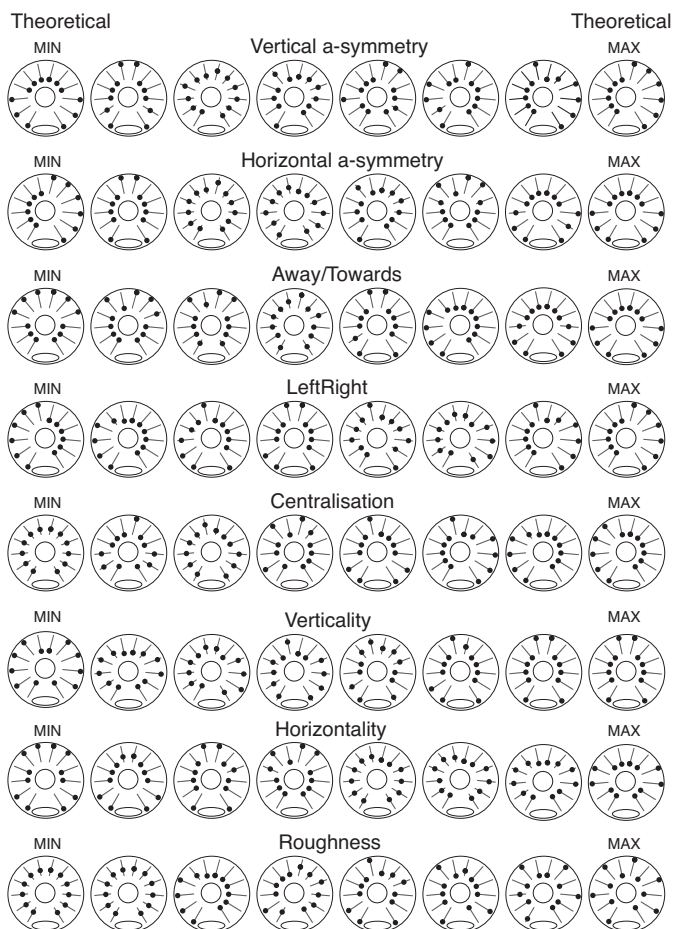 Theoretical Theoretical
MIN Vertical a-symmetry MAX
MIN Horizontal a-symmetry MAX
MIN Away/Towards MAX
MIN LeftRight MAX
MIN Centralisation MAX
MIN Verticality MAX
MIN Horizontality MAX
MIN Roughness MAX